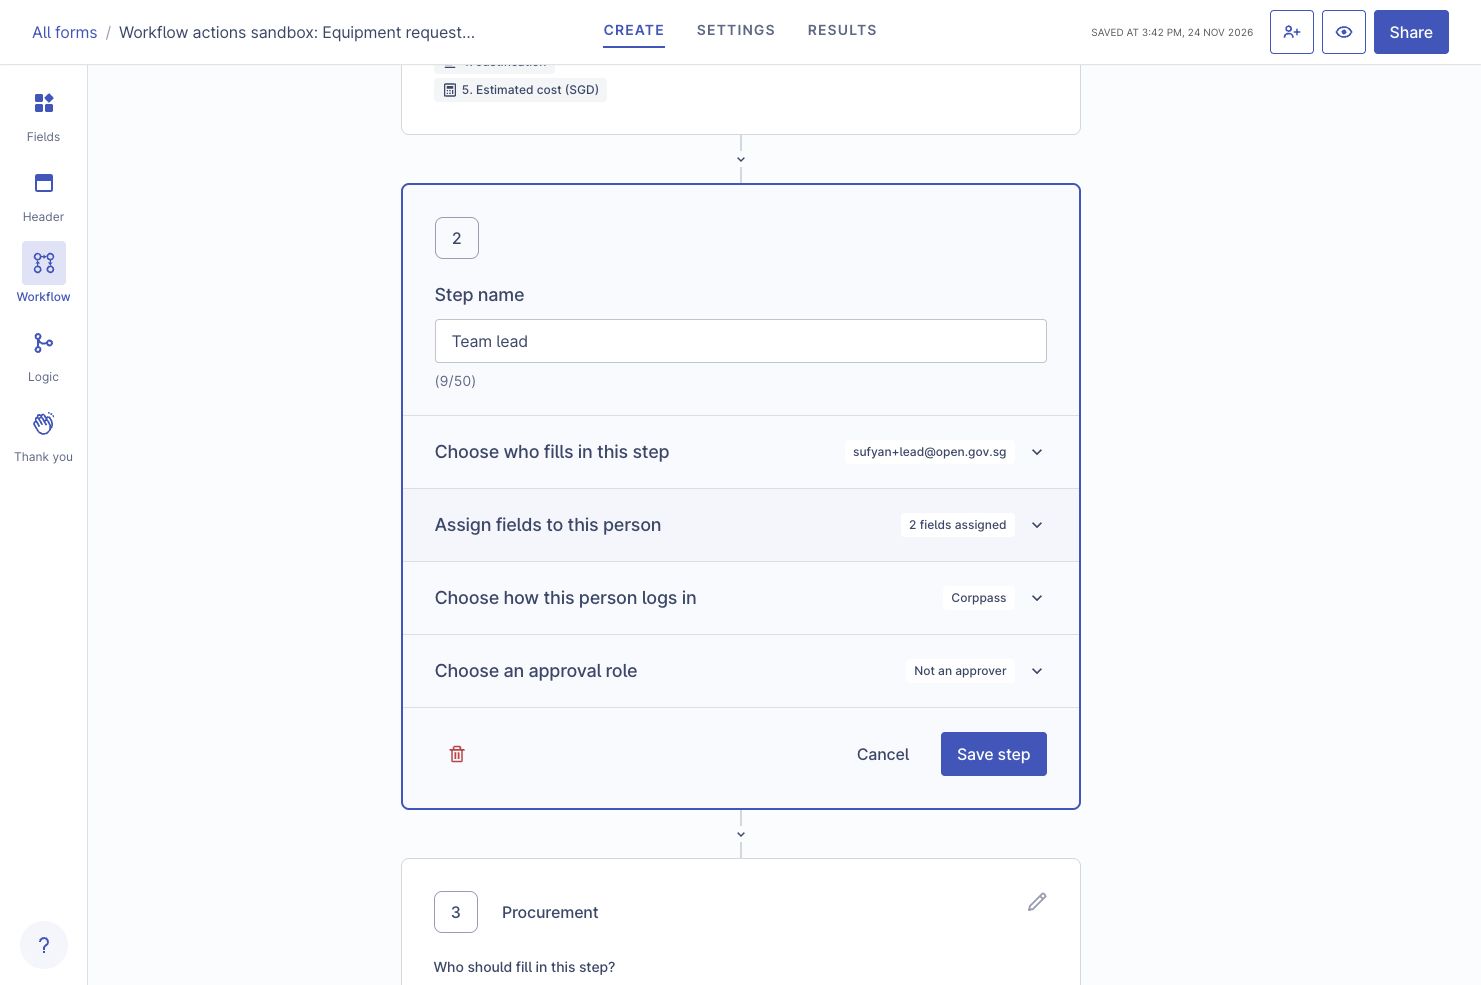 All forms / Workflow actions sandbox: Equipment request...
CREATE
SETTINGS
RESULTS
SAVED AT 3:42 PM, 24 NOV 2026
Share
Fields
Header
Workflow
Logic
Thank you
?
5. Estimated cost (SGD)
2
Step name
Team lead
(9/50)
Choose who fills in this step
sufyan+lead@open.gov.sg
Assign fields to this person
2 fields assigned
Choose how this person logs in
Corppass
Choose an approval role
Not an approver
Cancel
Save step
3
Procurement
Who should fill in this step?